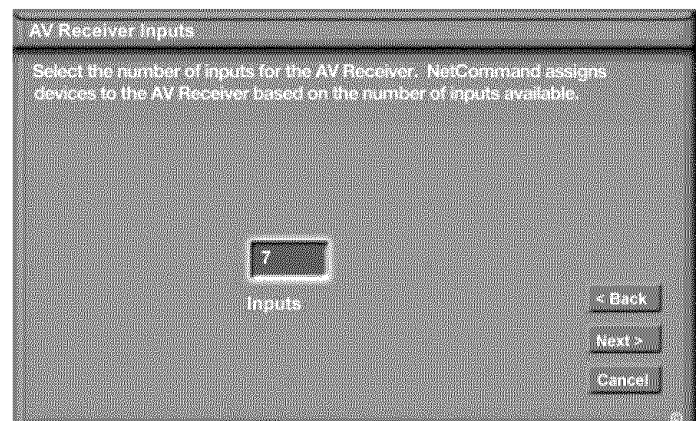 AV Receiver Inputs
Select the number of inputs for the AV Receiver. NetCommand assigns
devices to the AV Receiver based on the number of inputs available.
7
Inputs
< Back
Next >
Cancel